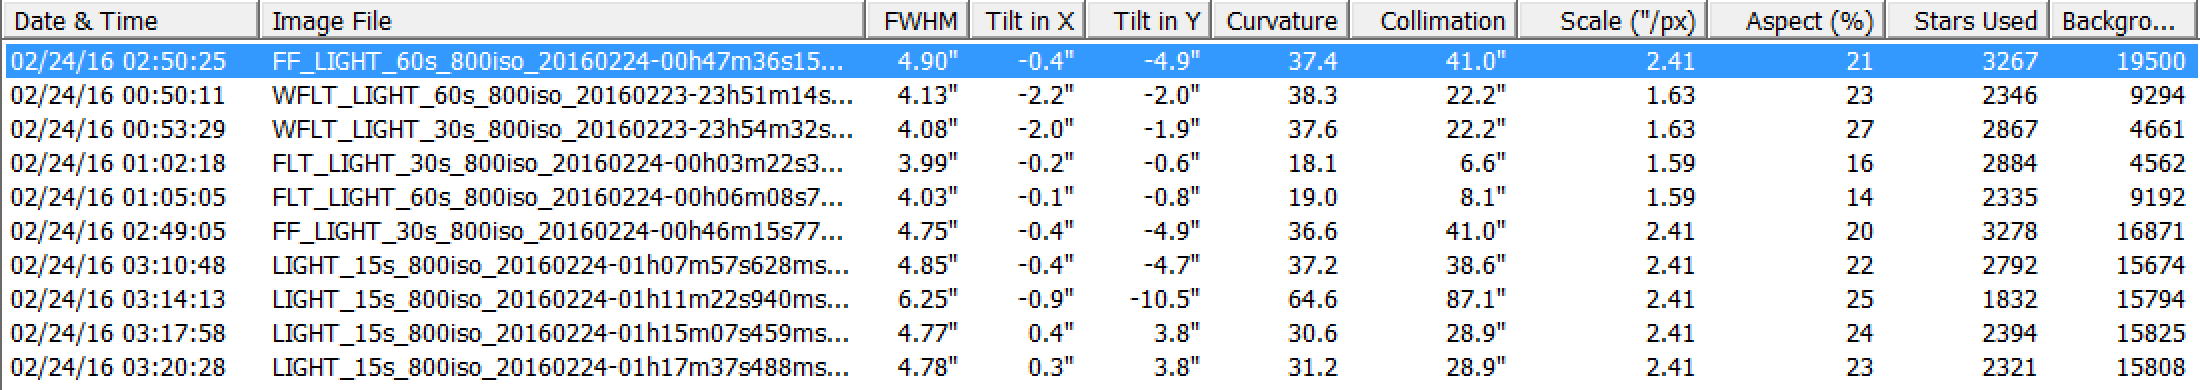 Date & Time Image File FWHM Tilt in X Tilt in Y Curvature Collimation Scale ("/px) Aspect (%) Stars Used Backgro...
02/24/16 02:50:25 FF_LIGHT_60s_800iso_20160224-00h47m36s15... 4.90" -0.4" -4.9" 37.4 41.0" 2.41 21 3267 19500
02/24/16 00:50:11 WFLT_LIGHT_60s_800iso_20160223-23h51m14s... 4.13" -2.2" -2.0" 38.3 22.2" 1.63 23 2346 9294
02/24/16 00:53:29 WFLT_LIGHT_30s_800iso_20160223-23h54m32s... 4.08" -2.0" -1.9" 37.6 22.2" 1.63 27 2867 4661
02/24/16 01:02:18 FLT_LIGHT_30s_800iso_20160224-00h03m22s3... 3.99" -0.2" -0.6" 18.1 6.6" 1.59 16 2884 4562
02/24/16 01:05:05 FLT_LIGHT_60s_800iso_20160224-00h06m08s7... 4.03" -0.1" -0.8" 19.0 8.1" 1.59 14 2335 9192
02/24/16 02:49:05 FF_LIGHT_30s_800iso_20160224-00h46m15s77... 4.75" -0.4" -4.9" 36.6 41.0" 2.41 20 3278 16871
02/24/16 03:10:48 LIGHT_15s_800iso_20160224-01h07m57s628ms... 4.85" -0.4" -4.7" 37.2 38.6" 2.41 22 2792 15674
02/24/16 03:14:13 LIGHT_15s_800iso_20160224-01h11m22s940ms... 6.25" -0.9" -10.5" 64.6 87.1" 2.41 25 1832 15794
02/24/16 03:17:58 LIGHT_15s_800iso_20160224-01h15m07s459ms... 4.77" 0.4" 3.8" 30.6 28.9" 2.41 24 2394 15825
02/24/16 03:20:28 LIGHT_15s_800iso_20160224-01h17m37s488ms... 4.78" 0.3" 3.8" 31.2 28.9" 2.41 23 2321 15808